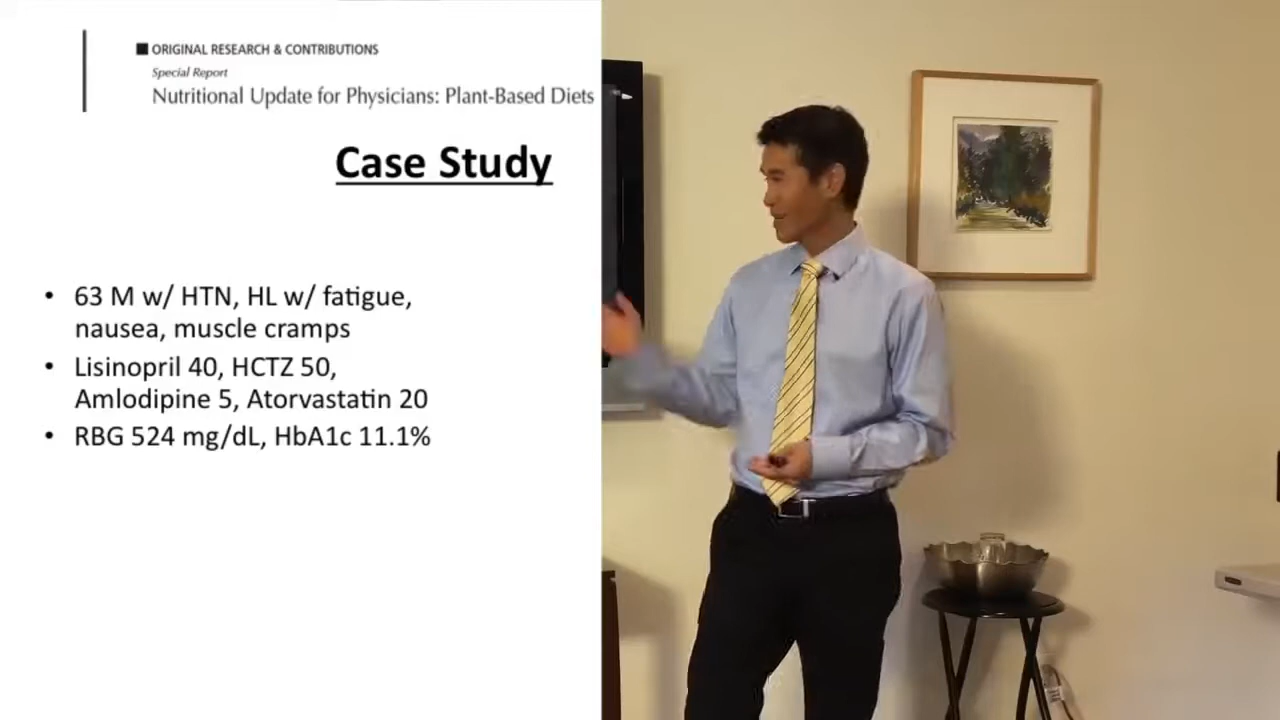 ORIGINAL RESEARCH & CONTRIBUTIONS
Special Report
Nutritional Update for Physicians: Plant-Based Diets
Case Study
• 63 M w/ HTN, HL w/ fatigue,
nausea, muscle cramps
• Lisinopril 40, HCTZ 50,
Amlodipine 5, Atorvastatin 20
• RBG 524 mg/dL, HbA1c 11.1%